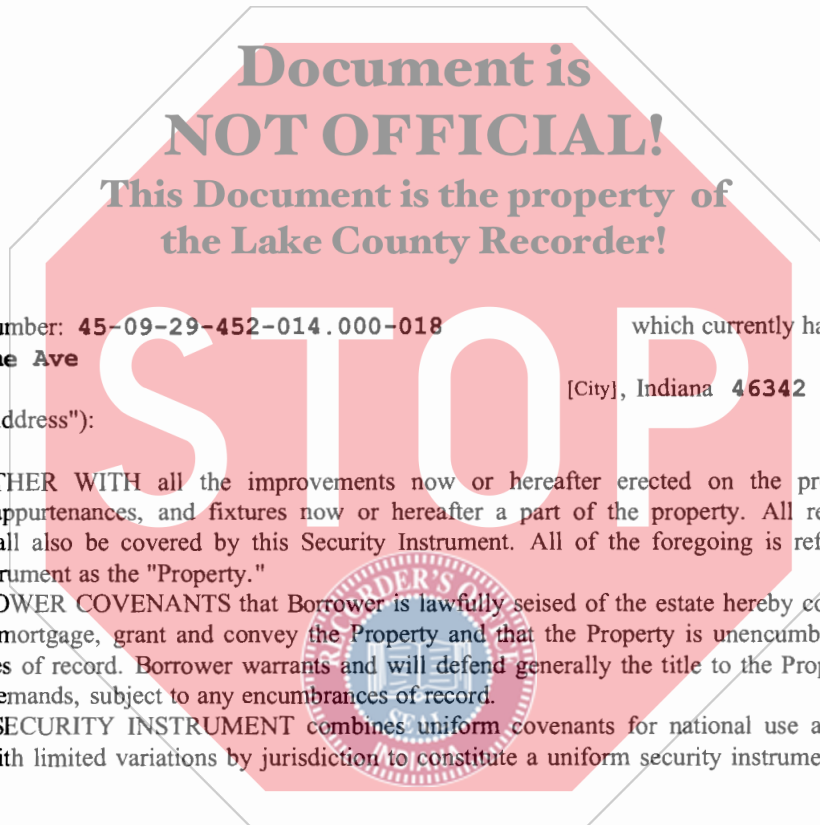 Document is
NOT OFFICIAL!
This Document is the property of
the Lake County Recorder!
STOP
umber: 45-09-29-452-014.000-018 which currently ha
ne Ave
[City], Indiana 46342
ddress"):
THER WITH all the improvements now or hereafter erected on the pr
appurtenances, and fixtures now or hereafter a part of the property. All re
all also be covered by this Security Instrument. All of the foregoing is ref
rument as the "Property."
OWER COVENANTS that Borrower is lawfully seised of the estate hereby co
mortgage, grant and convey the Property and that the Property is unencumb
es of record. Borrower warrants and will defend generally the title to the Prop
emands, subject to any encumbrances of record.
SECURITY INSTRUMENT combines uniform covenants for national use a
ith limited variations by jurisdiction to constitute a uniform security instrume
RECORDER'S OFFICE
SEAL
INDIANA